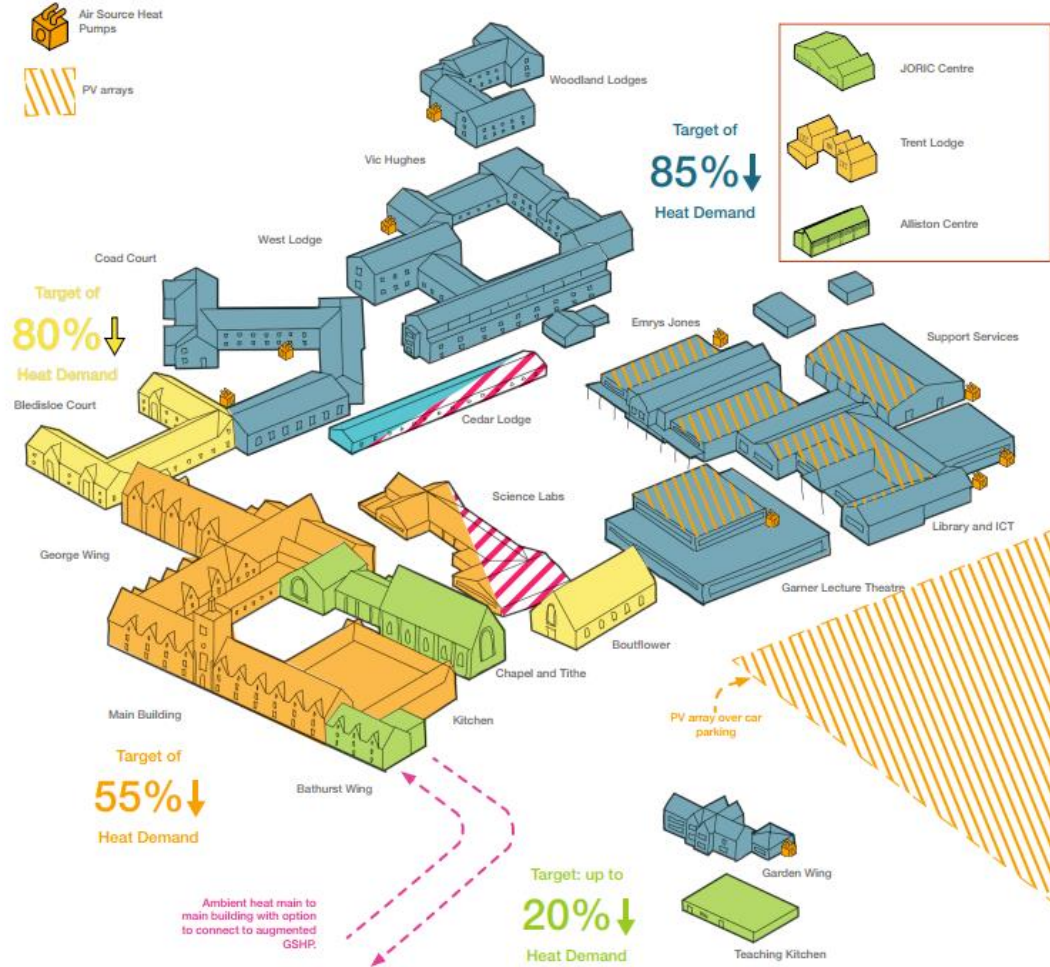 Air Source Heat
Pumps
PV arrays
Woodland Lodges
Vic Hughes
West Lodge
Coad Court
Target of
85%
Heat Demand
JORIC Centre
Trent Lodge
Alliston Centre
Target of
80%
Heat Demand
Bledisloe Court
Emrys Jones
Support Services
Cedar Lodge
Science Labs
George Wing
Library and ICT
Garner Lecture Theatre
Boutflower
Chapel and Tithe
Main Building
Kitchen
PV array over car
parking
Target of
55%
Heat Demand
Bathurst Wing
Ambient heat main to
main building with option
to connect to augmented
GSHP.
Target: up to
20%
Heat Demand
Garden Wing
Teaching Kitchen